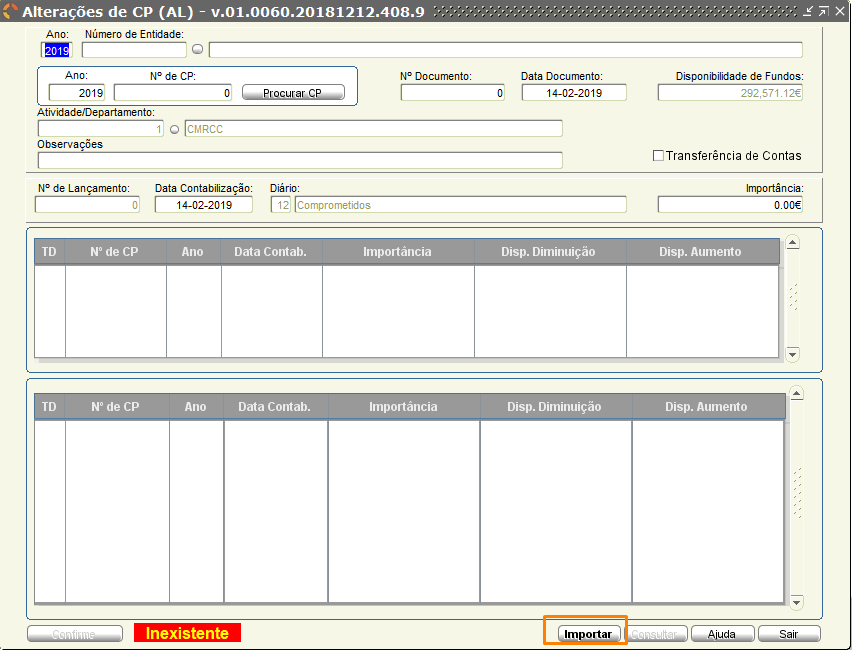 Alterações de CP (AL) - v.01.0060.20181212.408.9
Ano: Número de Entidade:
2019
Ano: Nº de CP: Nº Documento: Data Documento: Disponibilidade de Fundos:
2019 0 Procurar CP 0 14-02-2019 292,571.12€
Atividade/Departamento:
1 CMRCC
Observações
Transferência de Contas
Nº de Lançamento: Data Contabilização: Diário: Importância:
0 14-02-2019 12 Comprometidos 0.00€
TD Nº de CP Ano Data Contab. Importância Disp. Diminuição Disp. Aumento
TD Nº de CP Ano Data Contab. Importância Disp. Diminuição Disp. Aumento
Confirme Inexistente Importar Consultar Ajuda Sair